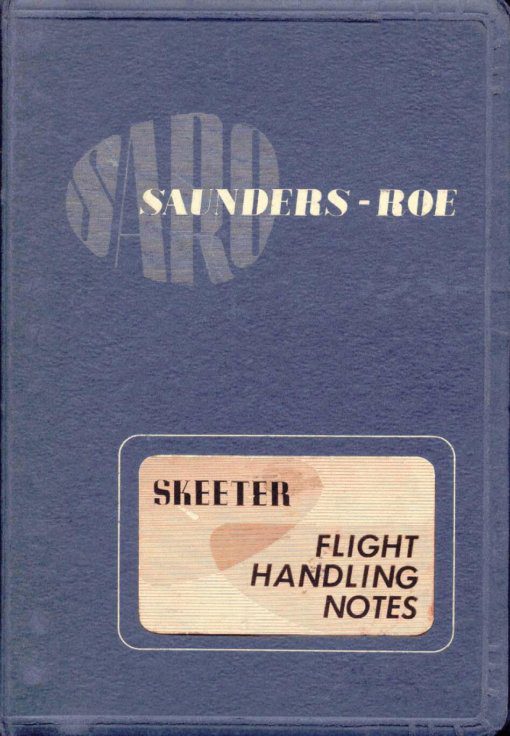 SARO
SAUNDERS-ROE
SKEETER
FLIGHT
HANDLING
NOTES